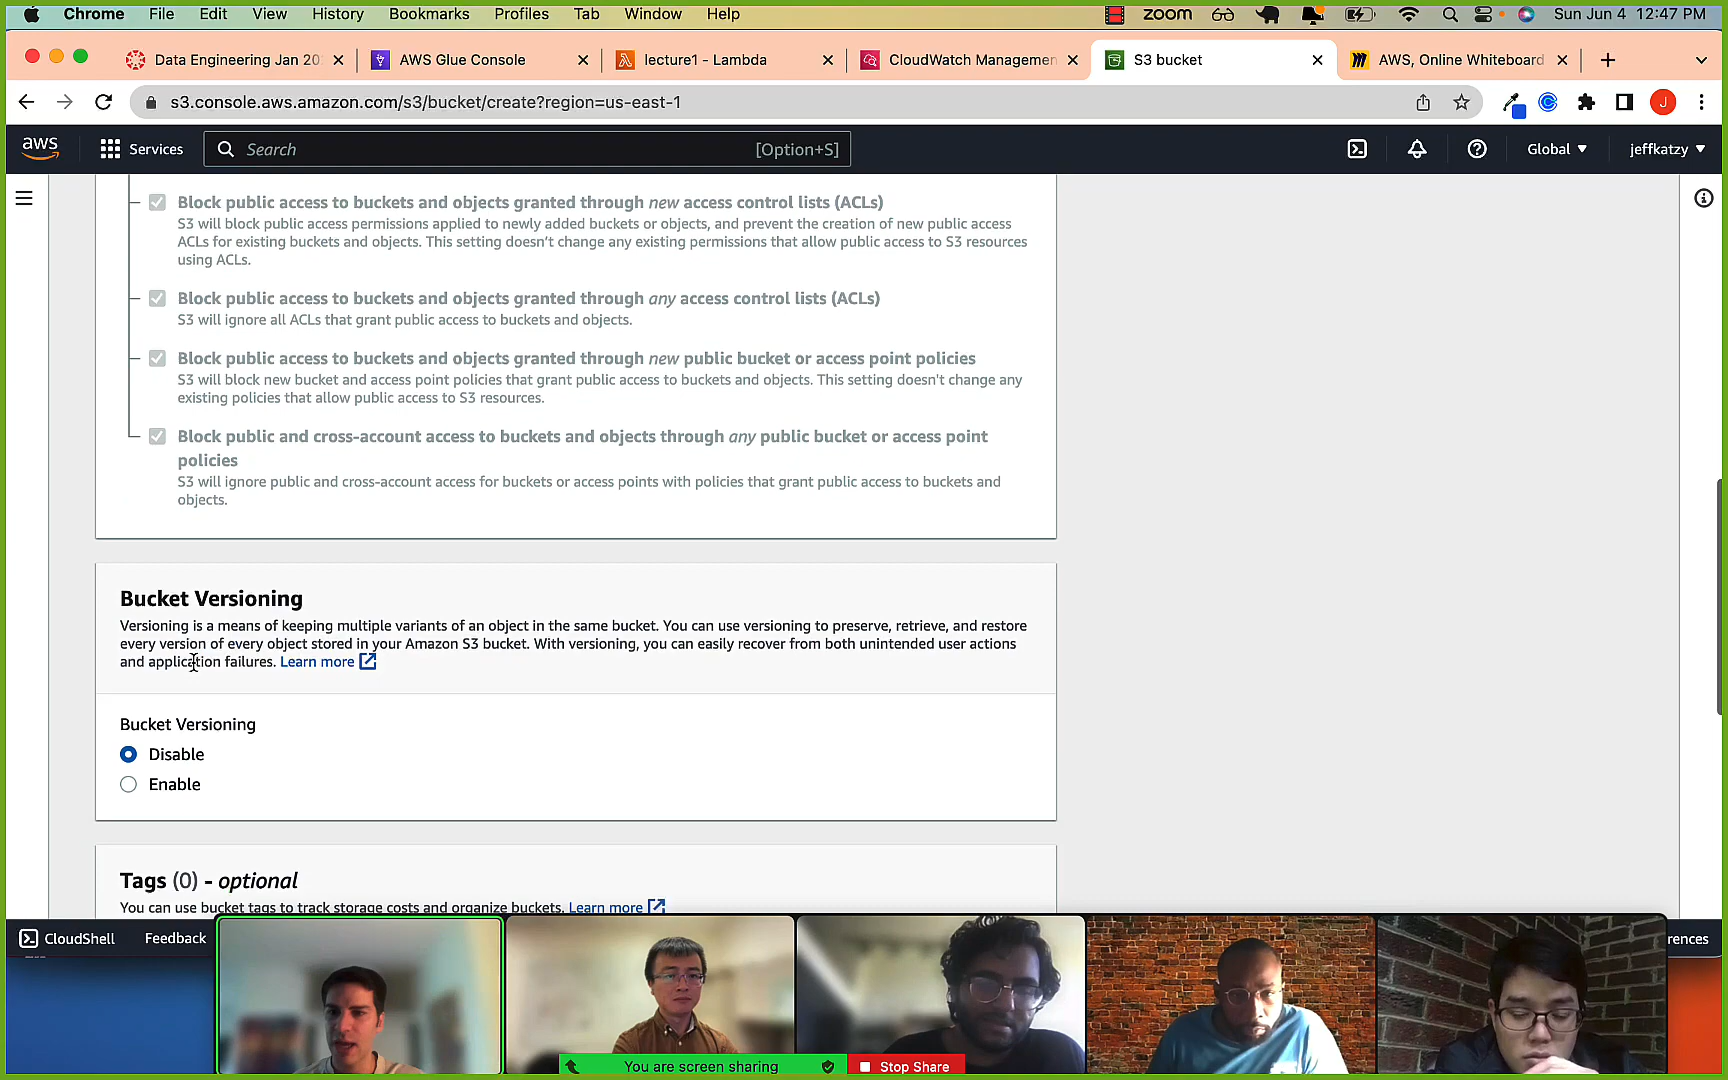 Chrome File Edit View History Bookmarks Profiles Tab Window Help zoom Sun Jun 4 12:47 PM
Data Engineering Jan 20 AWS Glue Console lecture1 - Lambda CloudWatch Managemen S3 bucket AWS, Online Whiteboard
s3.console.aws.amazon.com/s3/bucket/create?region=us-east-1 J
aws Services Search [Option+S] Global jeffkatzy
Block public access to buckets and objects granted through new access control lists (ACLs)
S3 will block public access permissions applied to newly added buckets or objects, and prevent the creation of new public access
ACLs for existing buckets and objects. This setting doesn't change any existing permissions that allow public access to S3 resources
using ACLs.
Block public access to buckets and objects granted through any access control lists (ACLs)
S3 will ignore all ACLs that grant public access to buckets and objects.
Block public access to buckets and objects granted through new public bucket or access point policies
S3 will block new bucket and access point policies that grant public access to buckets and objects. This setting doesn't change any
existing policies that allow public access to S3 resources.
Block public and cross-account access to buckets and objects through any public bucket or access point
policies
S3 will ignore public and cross-account access for buckets or access points with policies that grant public access to buckets and
objects.
Bucket Versioning
Versioning is a means of keeping multiple variants of an object in the same bucket. You can use versioning to preserve, retrieve, and restore
every version of every object stored in your Amazon S3 bucket. With versioning, you can easily recover from both unintended user actions
and application failures. Learn more
Bucket Versioning
Disable
Enable
Tags (0) - optional
You can use bucket tags to track storage costs and organize buckets. Learn more
CloudShell Feedback rences
You are screen sharing Stop Share